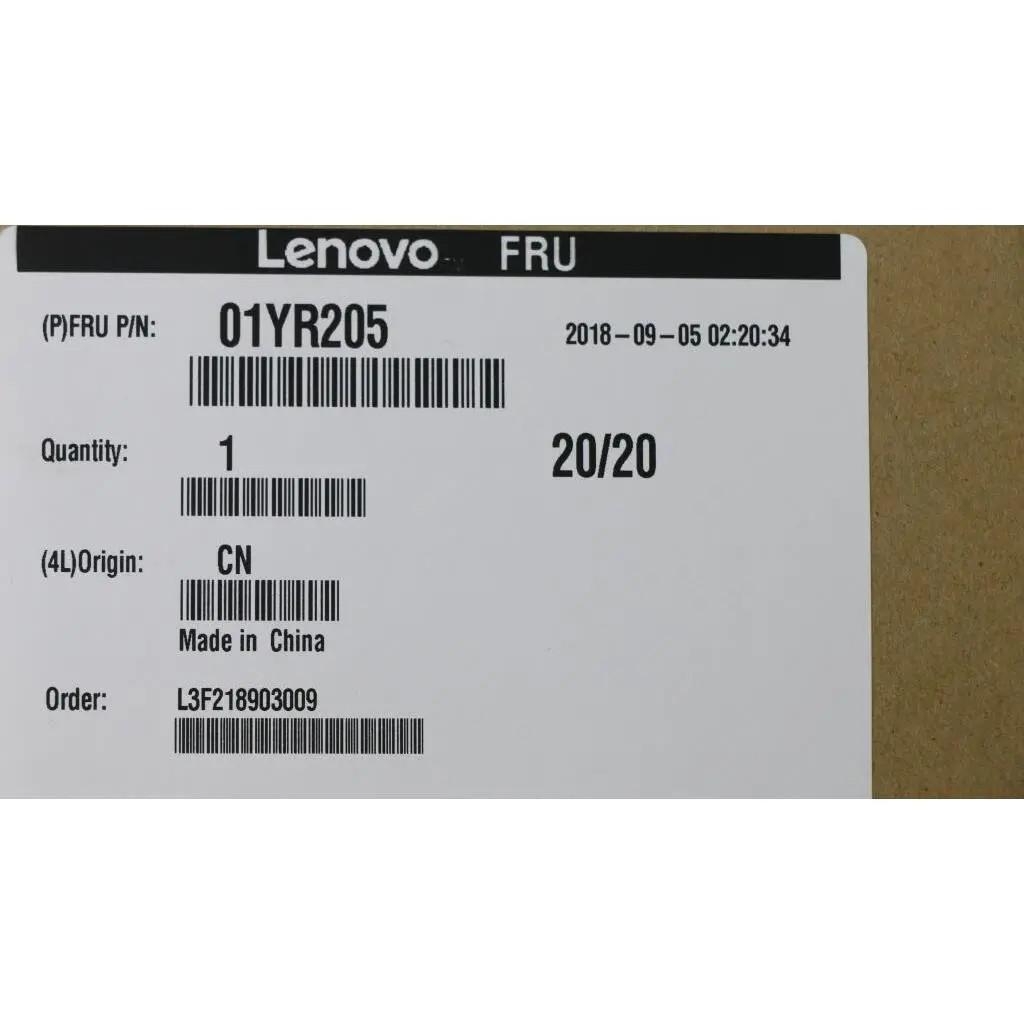 Lenovo FRU
(P)FRU P/N: 01YR205 2018-09-05 02:20:34
Quantity: 1 20/20
(4L)Origin: CN
Made in China
Order: L3F218903009